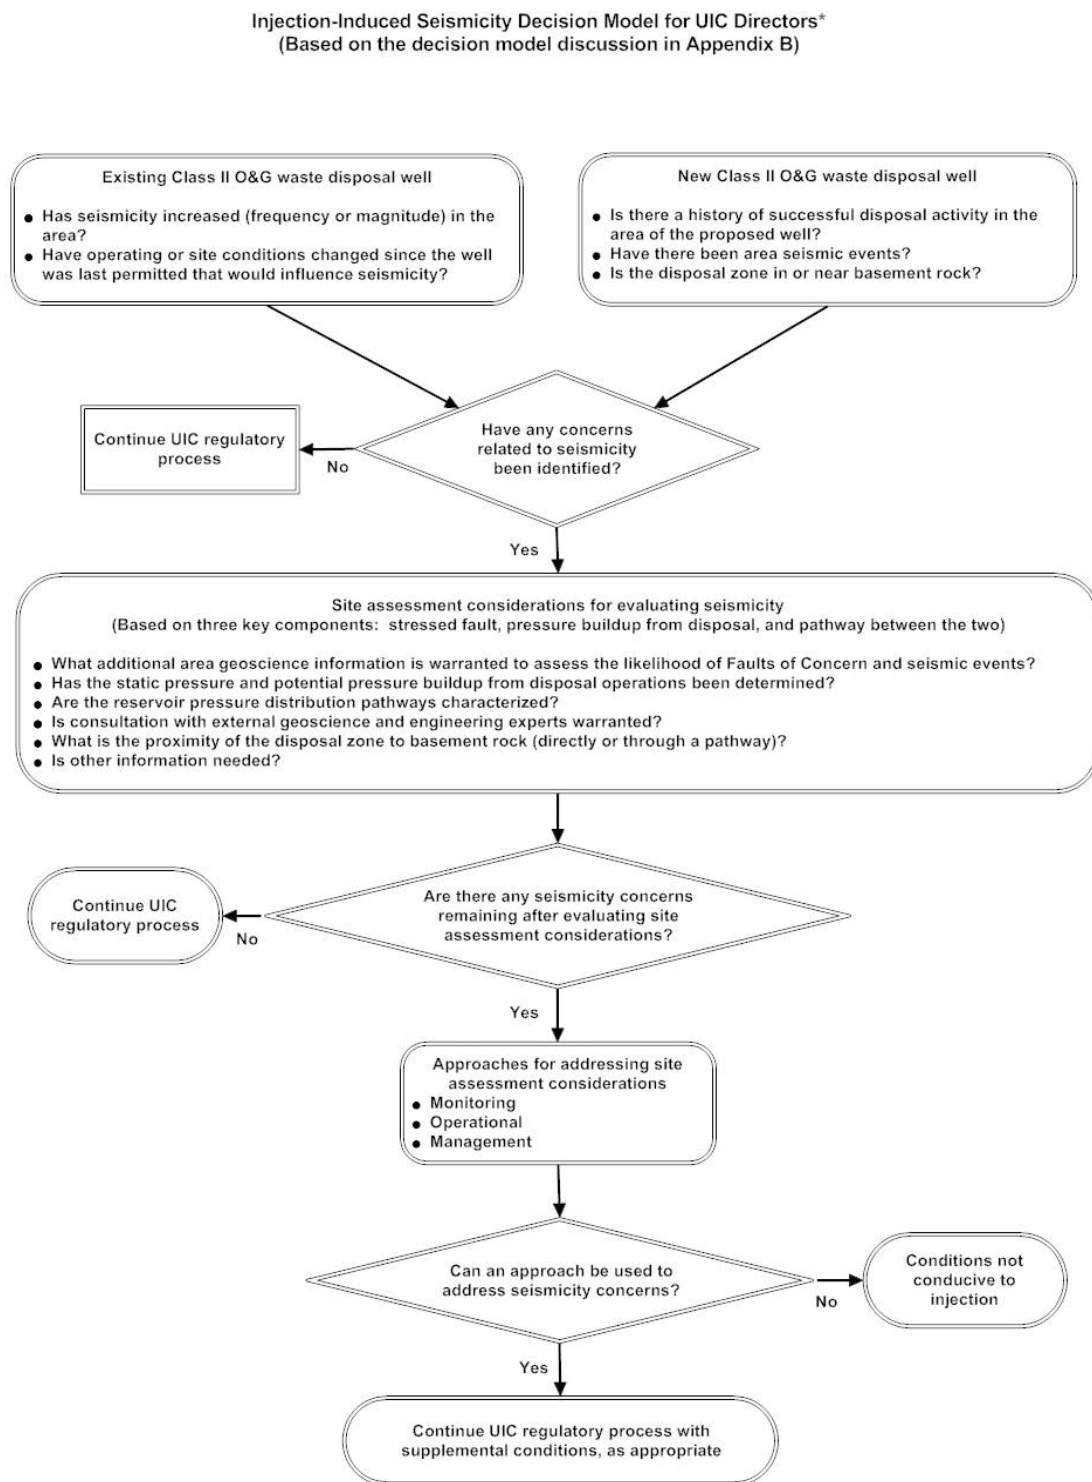 Injection-Induced Seismicity Decision Model for UIC Directors*
(Based on the decision model discussion in Appendix B)
Existing Class II O&G waste disposal well
● Has seismicity increased (frequency or magnitude) in the
area?
● Have operating or site conditions changed since the well
was last permitted that would influence seismicity?
New Class II O&G waste disposal well
● Is there a history of successful disposal activity in the
area of the proposed well?
● Have there been area seismic events?
● Is the disposal zone in or near basement rock?
Have any concerns
related to seismicity
been identified?
No
Continue UIC regulatory
process
Yes
Site assessment considerations for evaluating seismicity
(Based on three key components: stressed fault, pressure buildup from disposal, and pathway between the two)
● What additional area geoscience information is warranted to assess the likelihood of Faults of Concern and seismic events?
● Has the static pressure and potential pressure buildup from disposal operations been determined?
● Are the reservoir pressure distribution pathways characterized?
● Is consultation with external geoscience and engineering experts warranted?
● What is the proximity of the disposal zone to basement rock (directly or through a pathway)?
● Is other information needed?
Are there any seismicity concerns
remaining after evaluating site
assessment considerations?
No
Continue UIC
regulatory process
Yes
Approaches for addressing site
assessment considerations
● Monitoring
● Operational
● Management
Can an approach be used to
address seismicity concerns?
No
Conditions not
conducive to
injection
Yes
Continue UIC regulatory process with
supplemental conditions, as appropriate